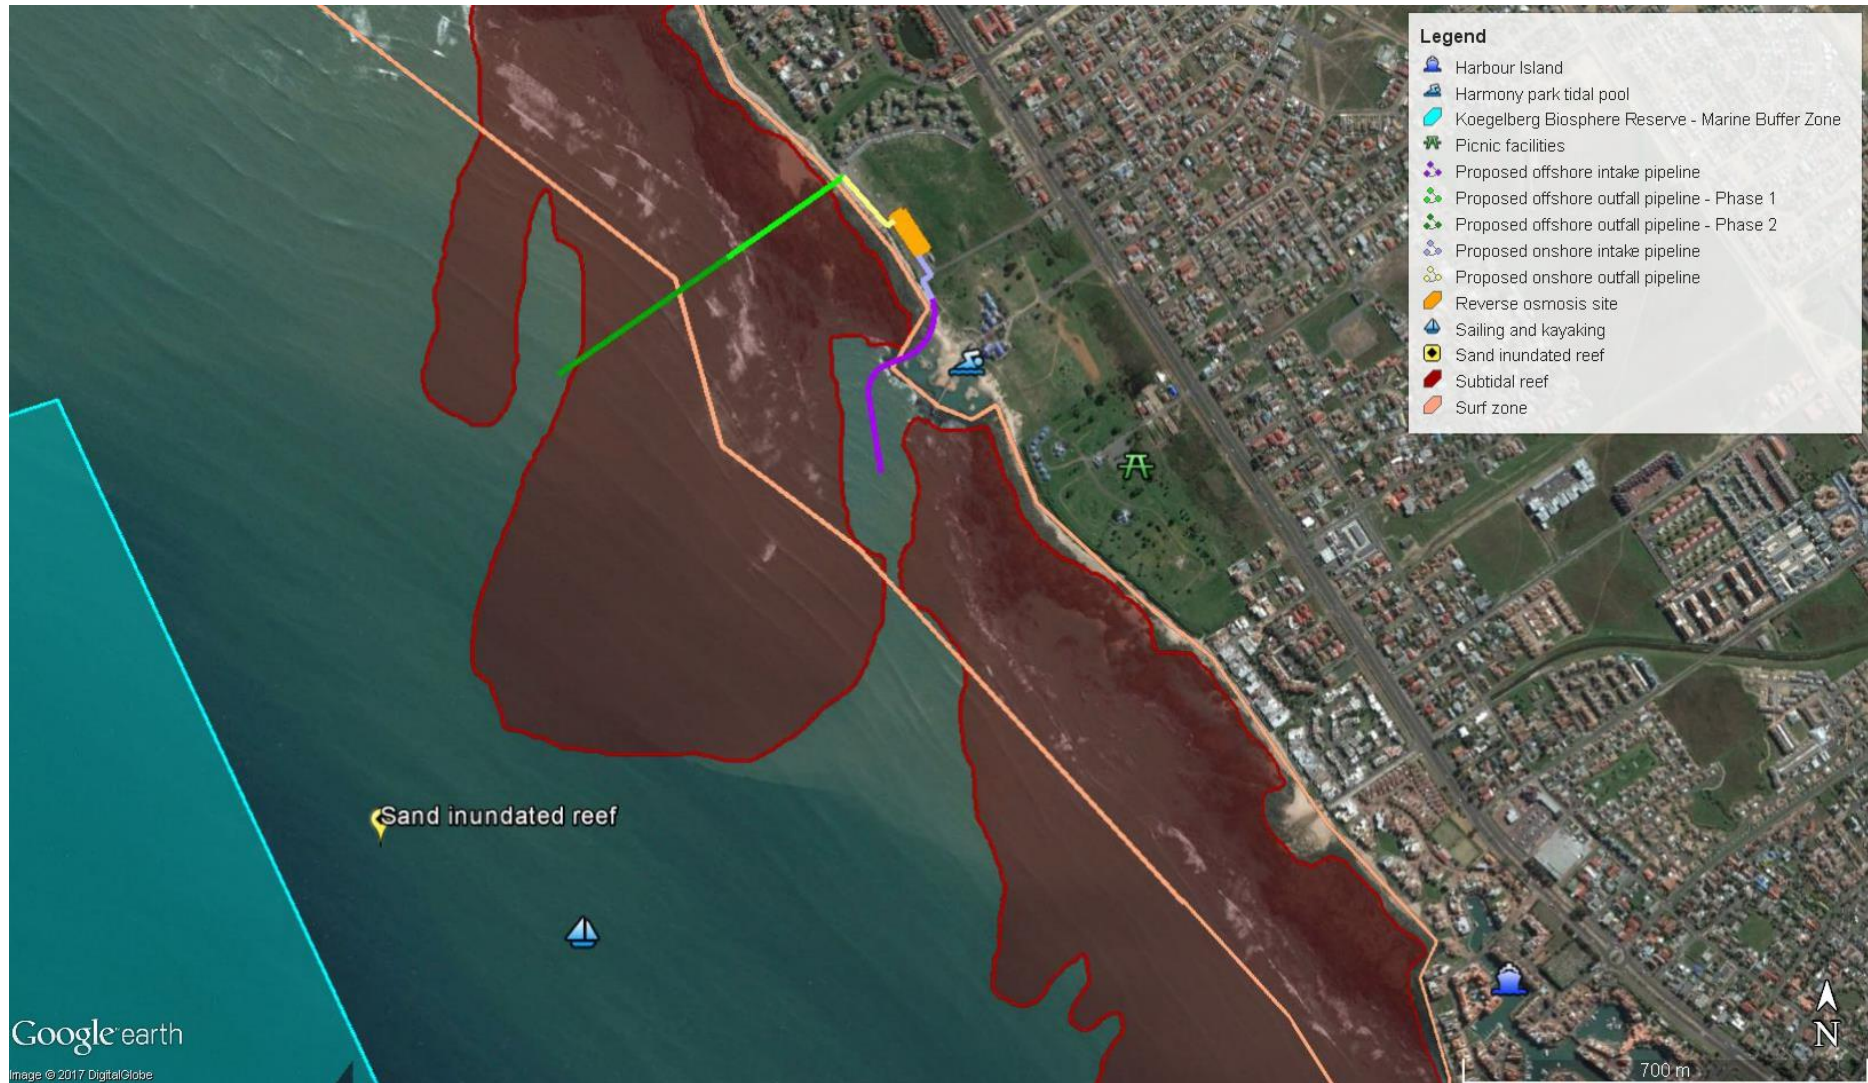 Legend
Harbour Island
Harmony park tidal pool
Koegelberg Biosphere Reserve - Marine Buffer Zone
Picnic facilities
Proposed offshore intake pipeline
Proposed offshore outfall pipeline - Phase 1
Proposed offshore outfall pipeline - Phase 2
Proposed onshore intake pipeline
Proposed onshore outfall pipeline
Reverse osmosis site
Sailing and kayaking
Sand inundated reef
Subtidal reef
Surf zone
Sand inundated reef
Google earth
Image © 2017 DigitalGlobe
N
700 m